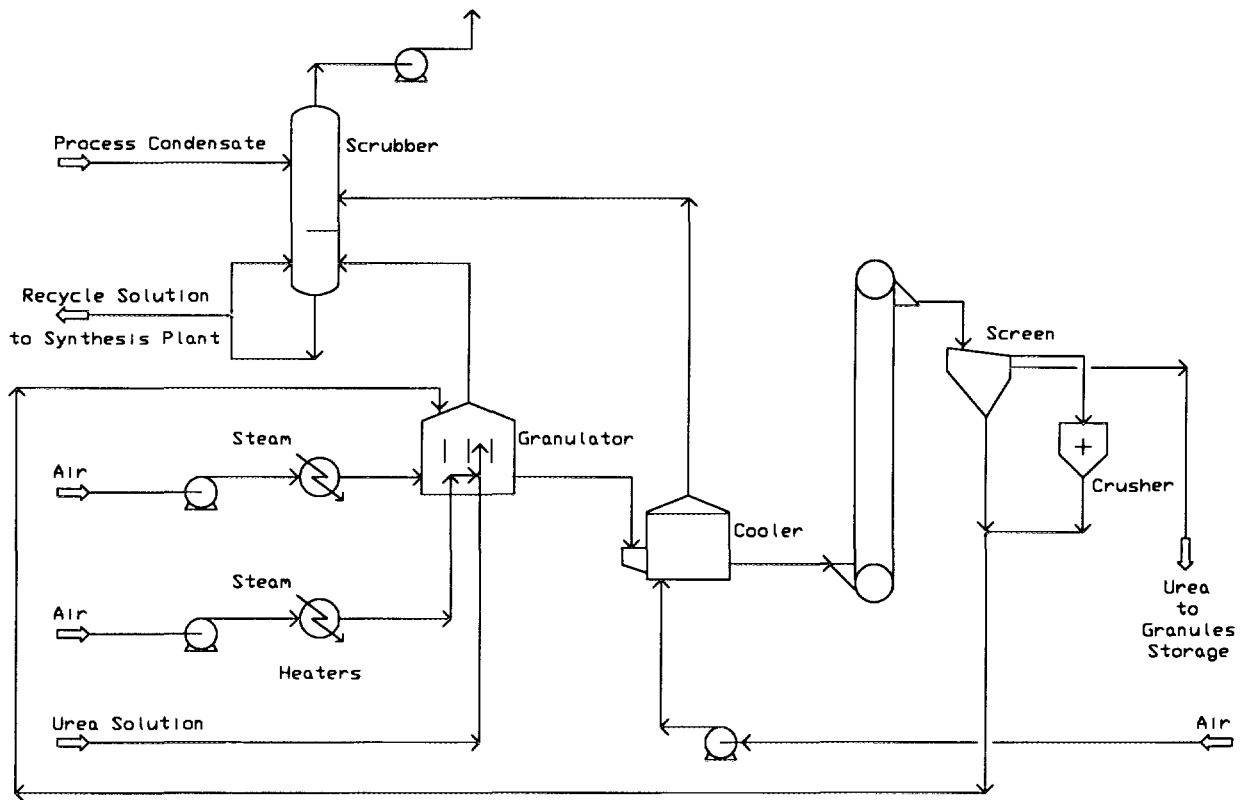 Process Condensate
Scrubber
Recycle Solution
to Synthesis Plant
Screen
Steam
Granulator
Air
Crusher
Cooler
Steam
Air
Heaters
Urea
to
Granules
Storage
Urea Solution
Air